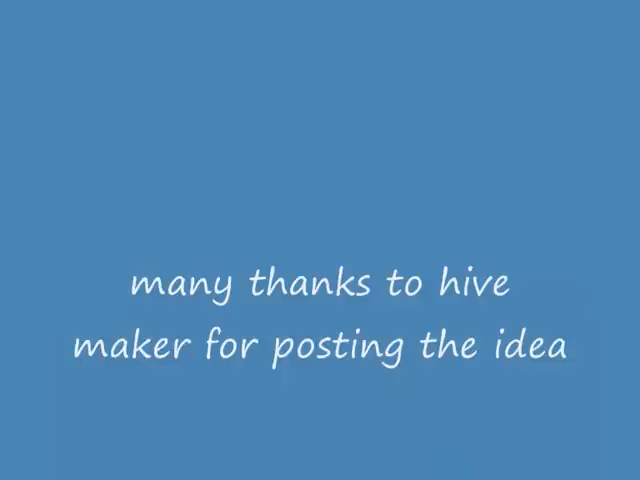 many thanks to hive
maker for posting the idea